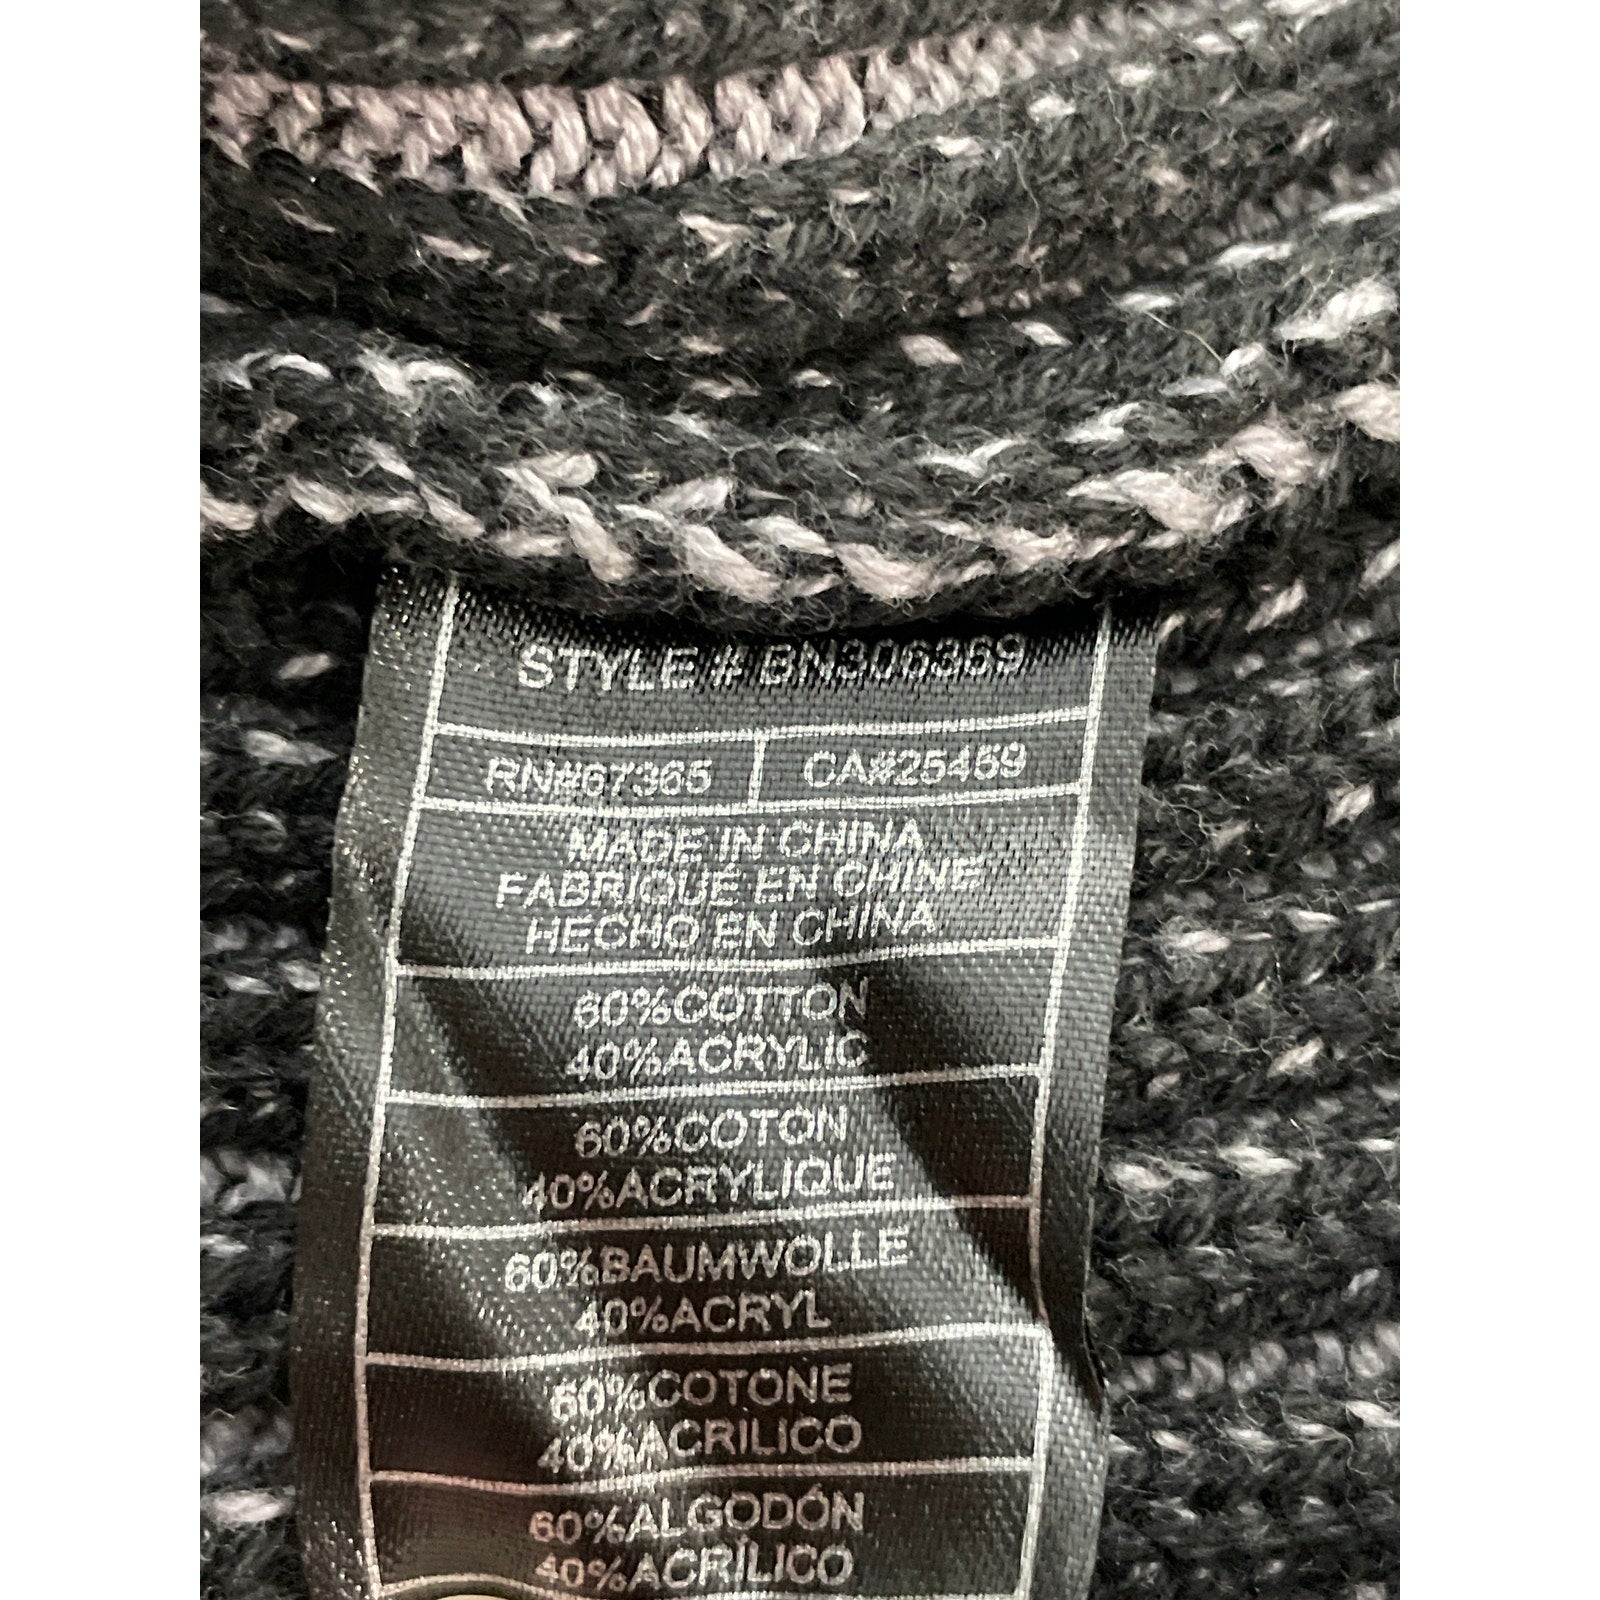 STYLE # BN306369
RN#67365 CA#25459
MADE IN CHINA
FABRIQUÉ EN CHINE
HECHO EN CHINA
60%COTTON
40%ACRYLIC
60%COTON
40%ACRYLIQUE
60%BAUMWOLLE
40%ACRYL
60%COTONE
40%ACRILICO
60%ALGODÓN
40%ACRÍLICO